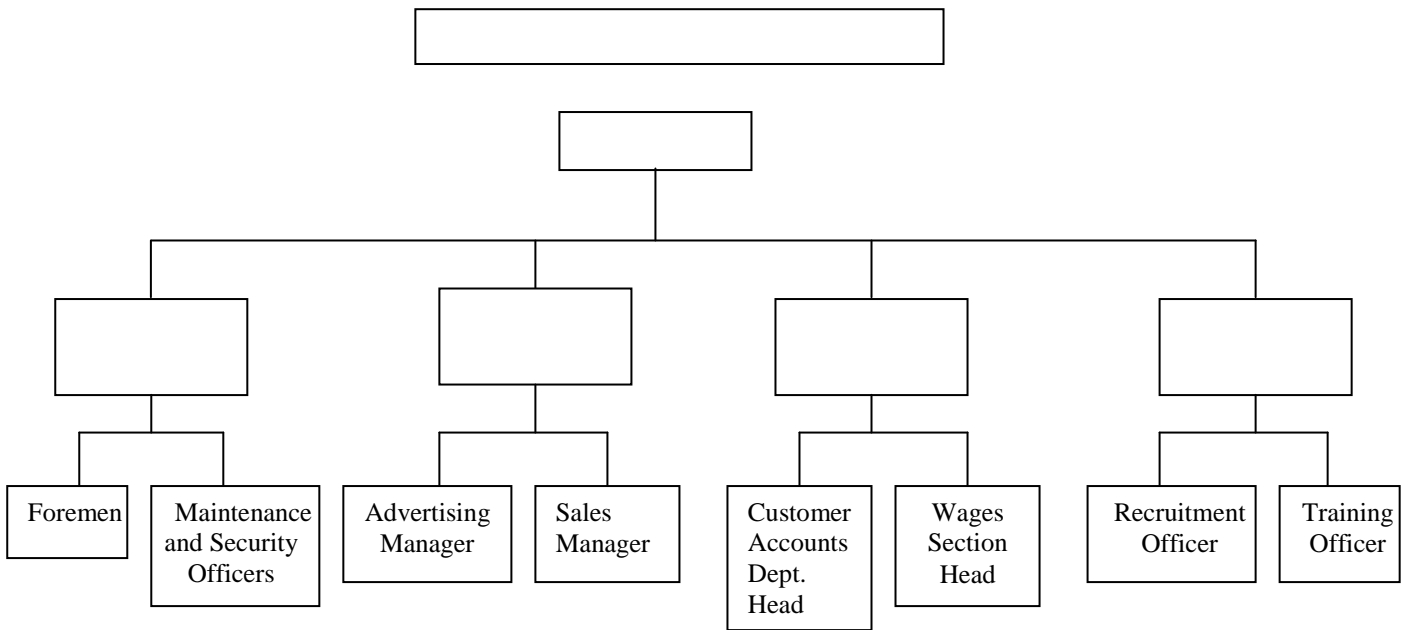 Foremen
Maintenance
and Security
Officers
Advertising
Manager
Sales
Manager
Customer
Accounts
Dept.
Head
Wages
Section
Head
Recruitment
Officer
Training
Officer